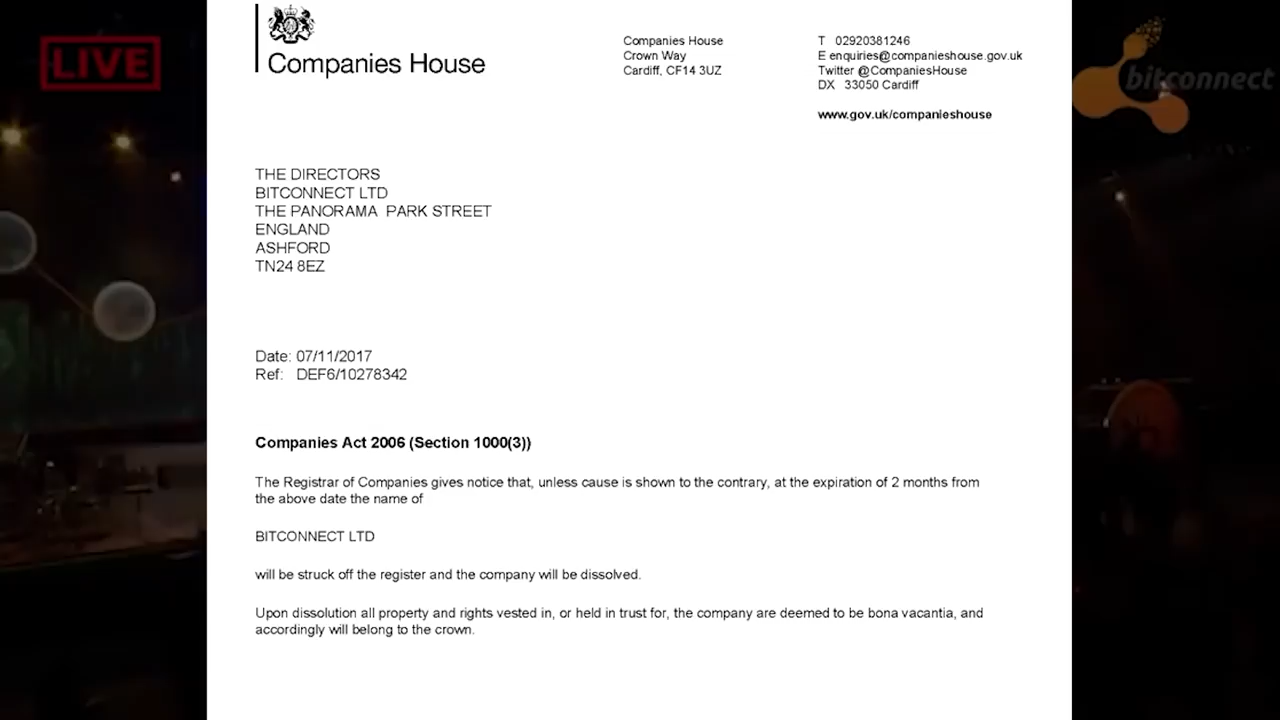 LIVE
Companies House
Companies House
Crown Way
Cardiff, CF14 3UZ
T 02920381246
E enquiries@companieshouse.gov.uk
Twitter @CompaniesHouse
DX 33050 Cardiff
www.gov.uk/companieshouse
bitconnect
THE DIRECTORS
BITCONNECT LTD
THE PANORAMA PARK STREET
ENGLAND
ASHFORD
TN24 8EZ
Date: 07/11/2017
Ref: DEF6/10278342
Companies Act 2006 (Section 1000(3))
The Registrar of Companies gives notice that, unless cause is shown to the contrary, at the expiration of 2 months from
the above date the name of
BITCONNECT LTD
will be struck off the register and the company will be dissolved.
Upon dissolution all property and rights vested in, or held in trust for, the company are deemed to be bona vacantia, and
accordingly will belong to the crown.